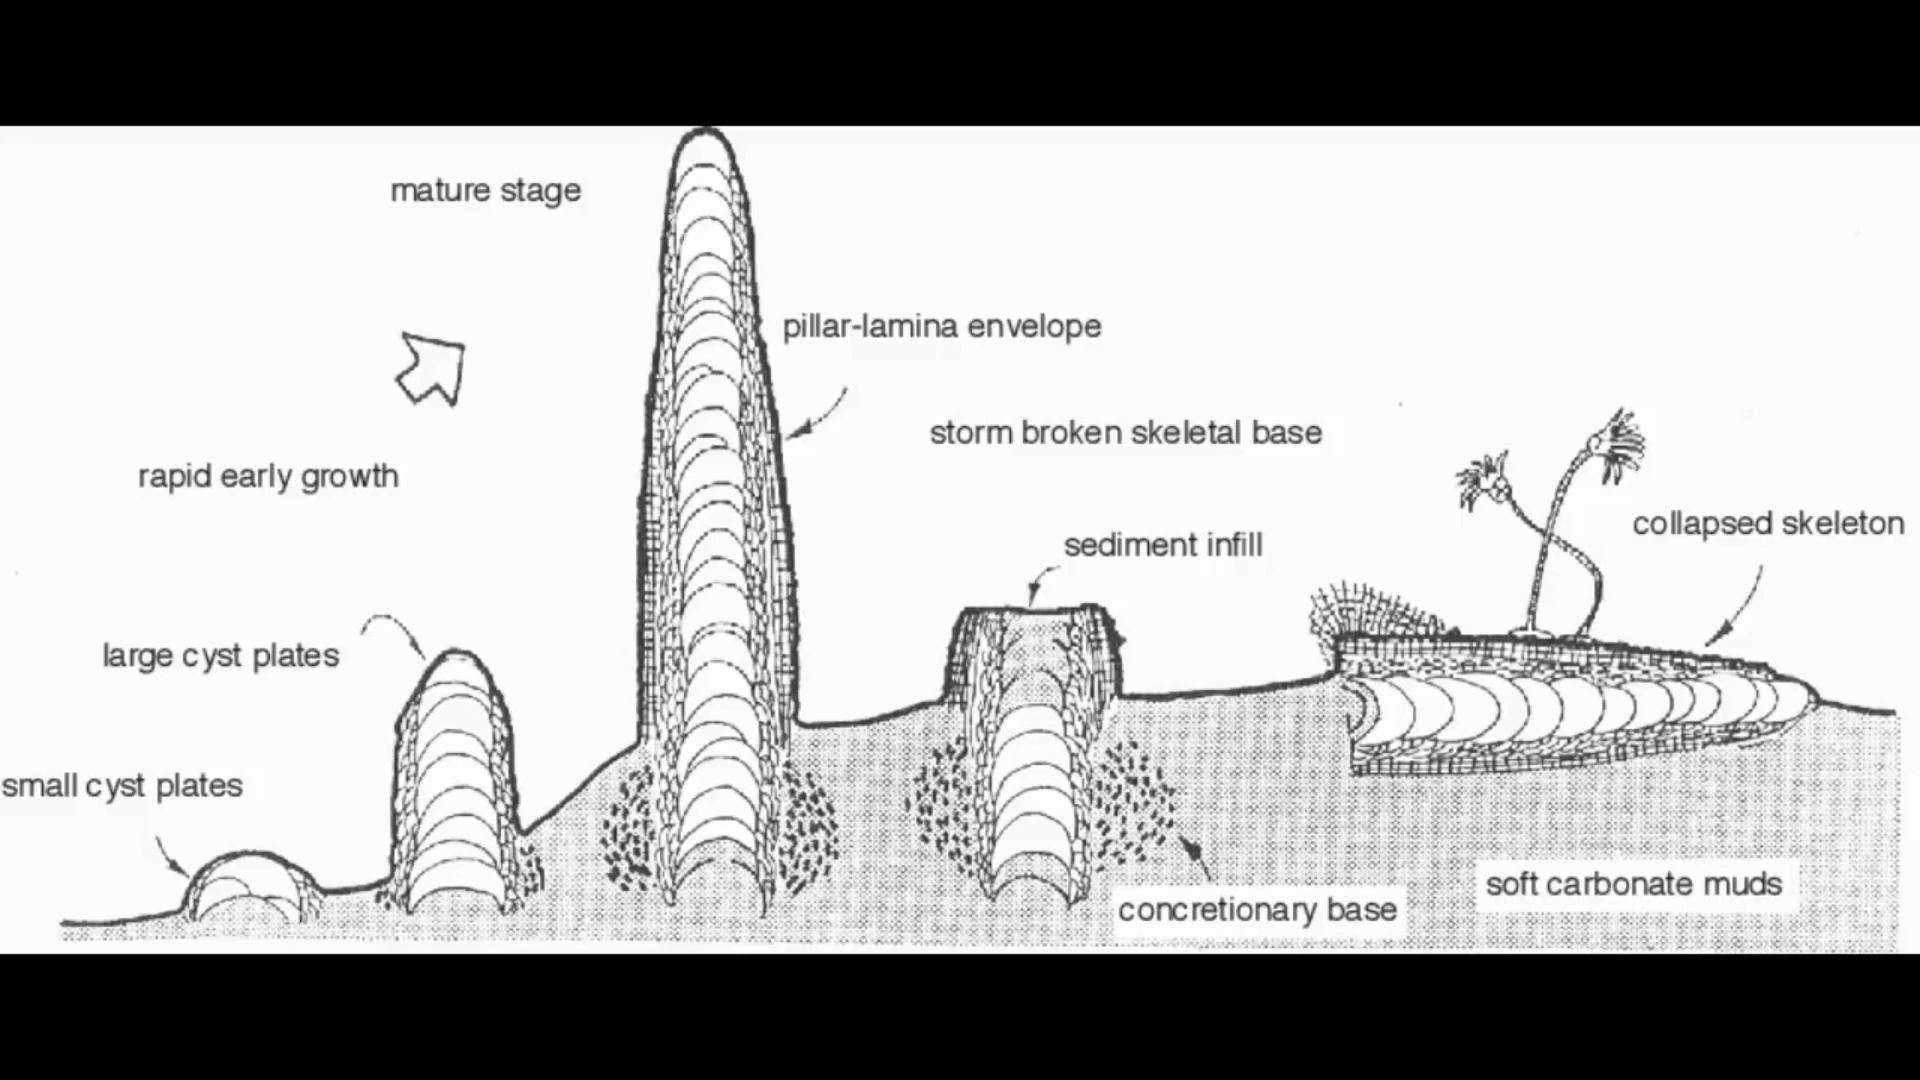 mature stage
pillar-lamina envelope
storm broken skeletal base
rapid early growth
collapsed skeleton
sediment infill
large cyst plates
small cyst plates
soft carbonate muds
concretionary base